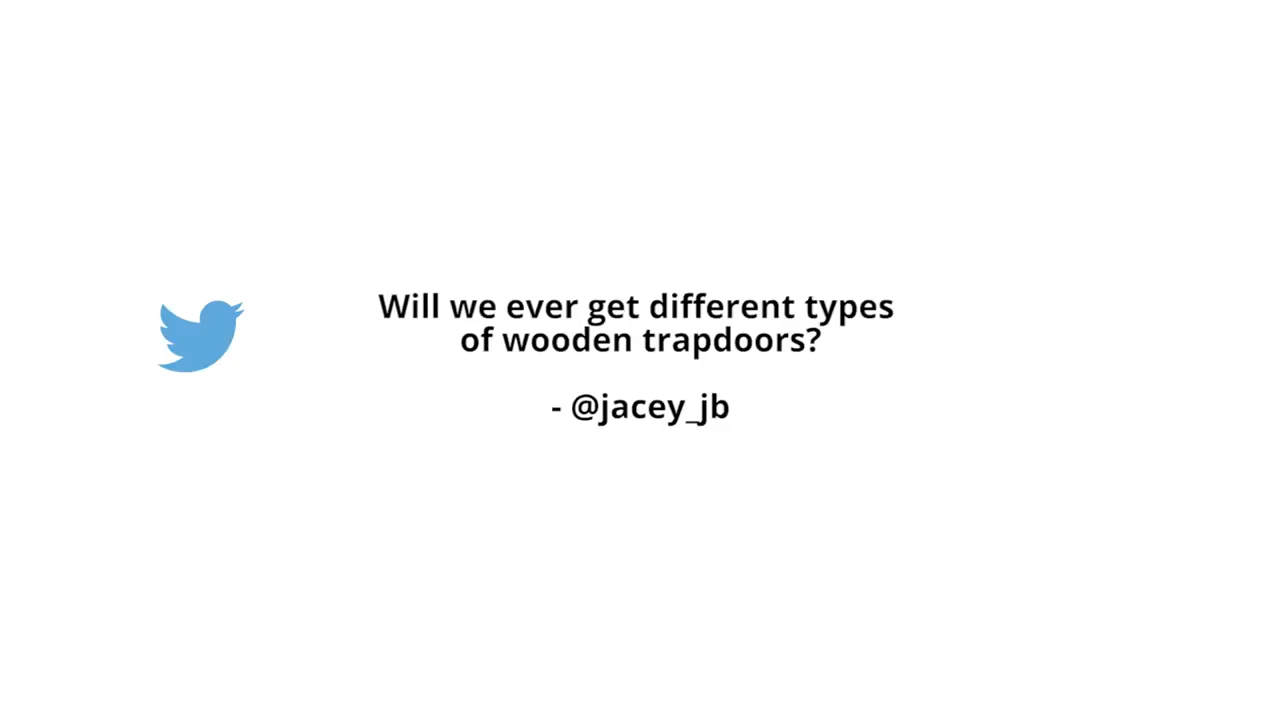 Will we ever get different types
of wooden trapdoors?
- @jacey_jb